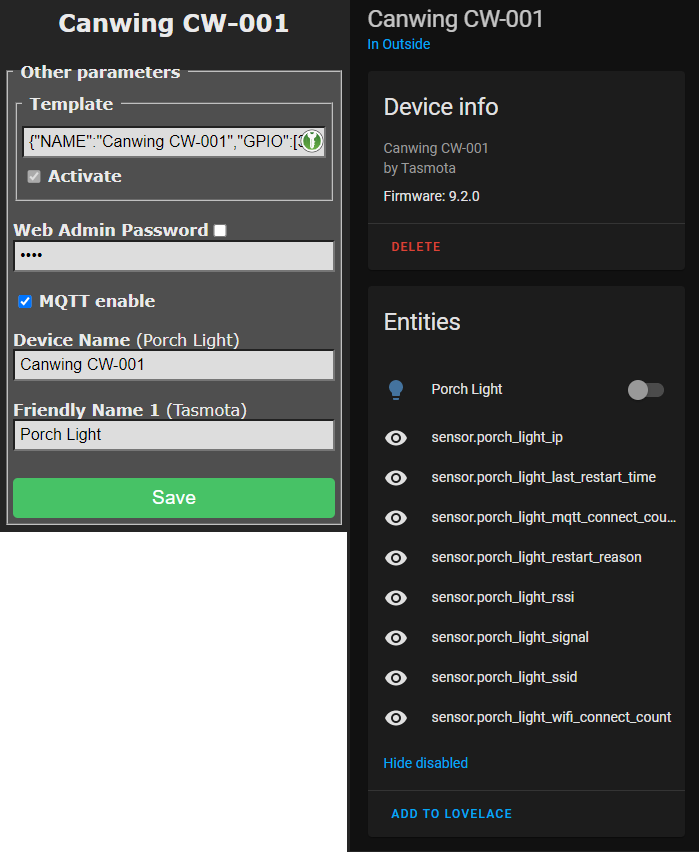 Canwing CW-001
Other parameters
Template
{"NAME":"Canwing CW-001","GPIO":[
Activate
Web Admin Password
••••
MQTT enable
Device Name (Porch Light)
Canwing CW-001
Friendly Name 1 (Tasmota)
Porch Light
Save
Canwing CW-001
In Outside
Device info
Canwing CW-001
by Tasmota
Firmware: 9.2.0
DELETE
Entities
Porch Light
sensor.porch_light_ip
sensor.porch_light_last_restart_time
sensor.porch_light_mqtt_connect_cou...
sensor.porch_light_restart_reason
sensor.porch_light_rssi
sensor.porch_light_signal
sensor.porch_light_ssid
sensor.porch_light_wifi_connect_count
Hide disabled
ADD TO LOVELACE